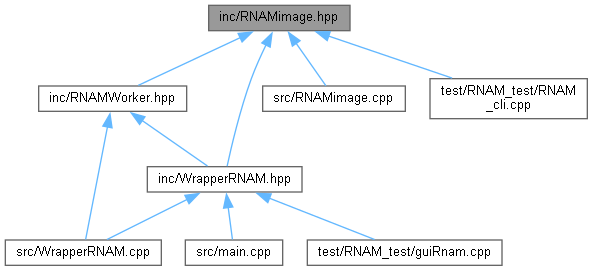 inc/RNAMimage.hpp
inc/RNAMWorker.hpp
src/RNAMimage.cpp
test/RNAM_test/RNAM
_cli.cpp
inc/WrapperRNAM.hpp
src/WrapperRNAM.cpp
src/main.cpp
test/RNAM_test/guiRnam.cpp